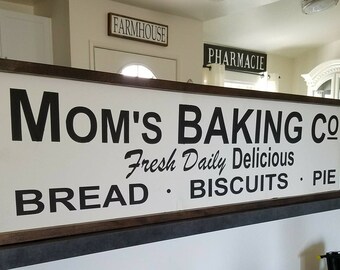 FARMHOUSE
PHARMACIE
MOM'S BAKING CO
Fresh Daily Delicious
BREAD · BISCUITS · PIE